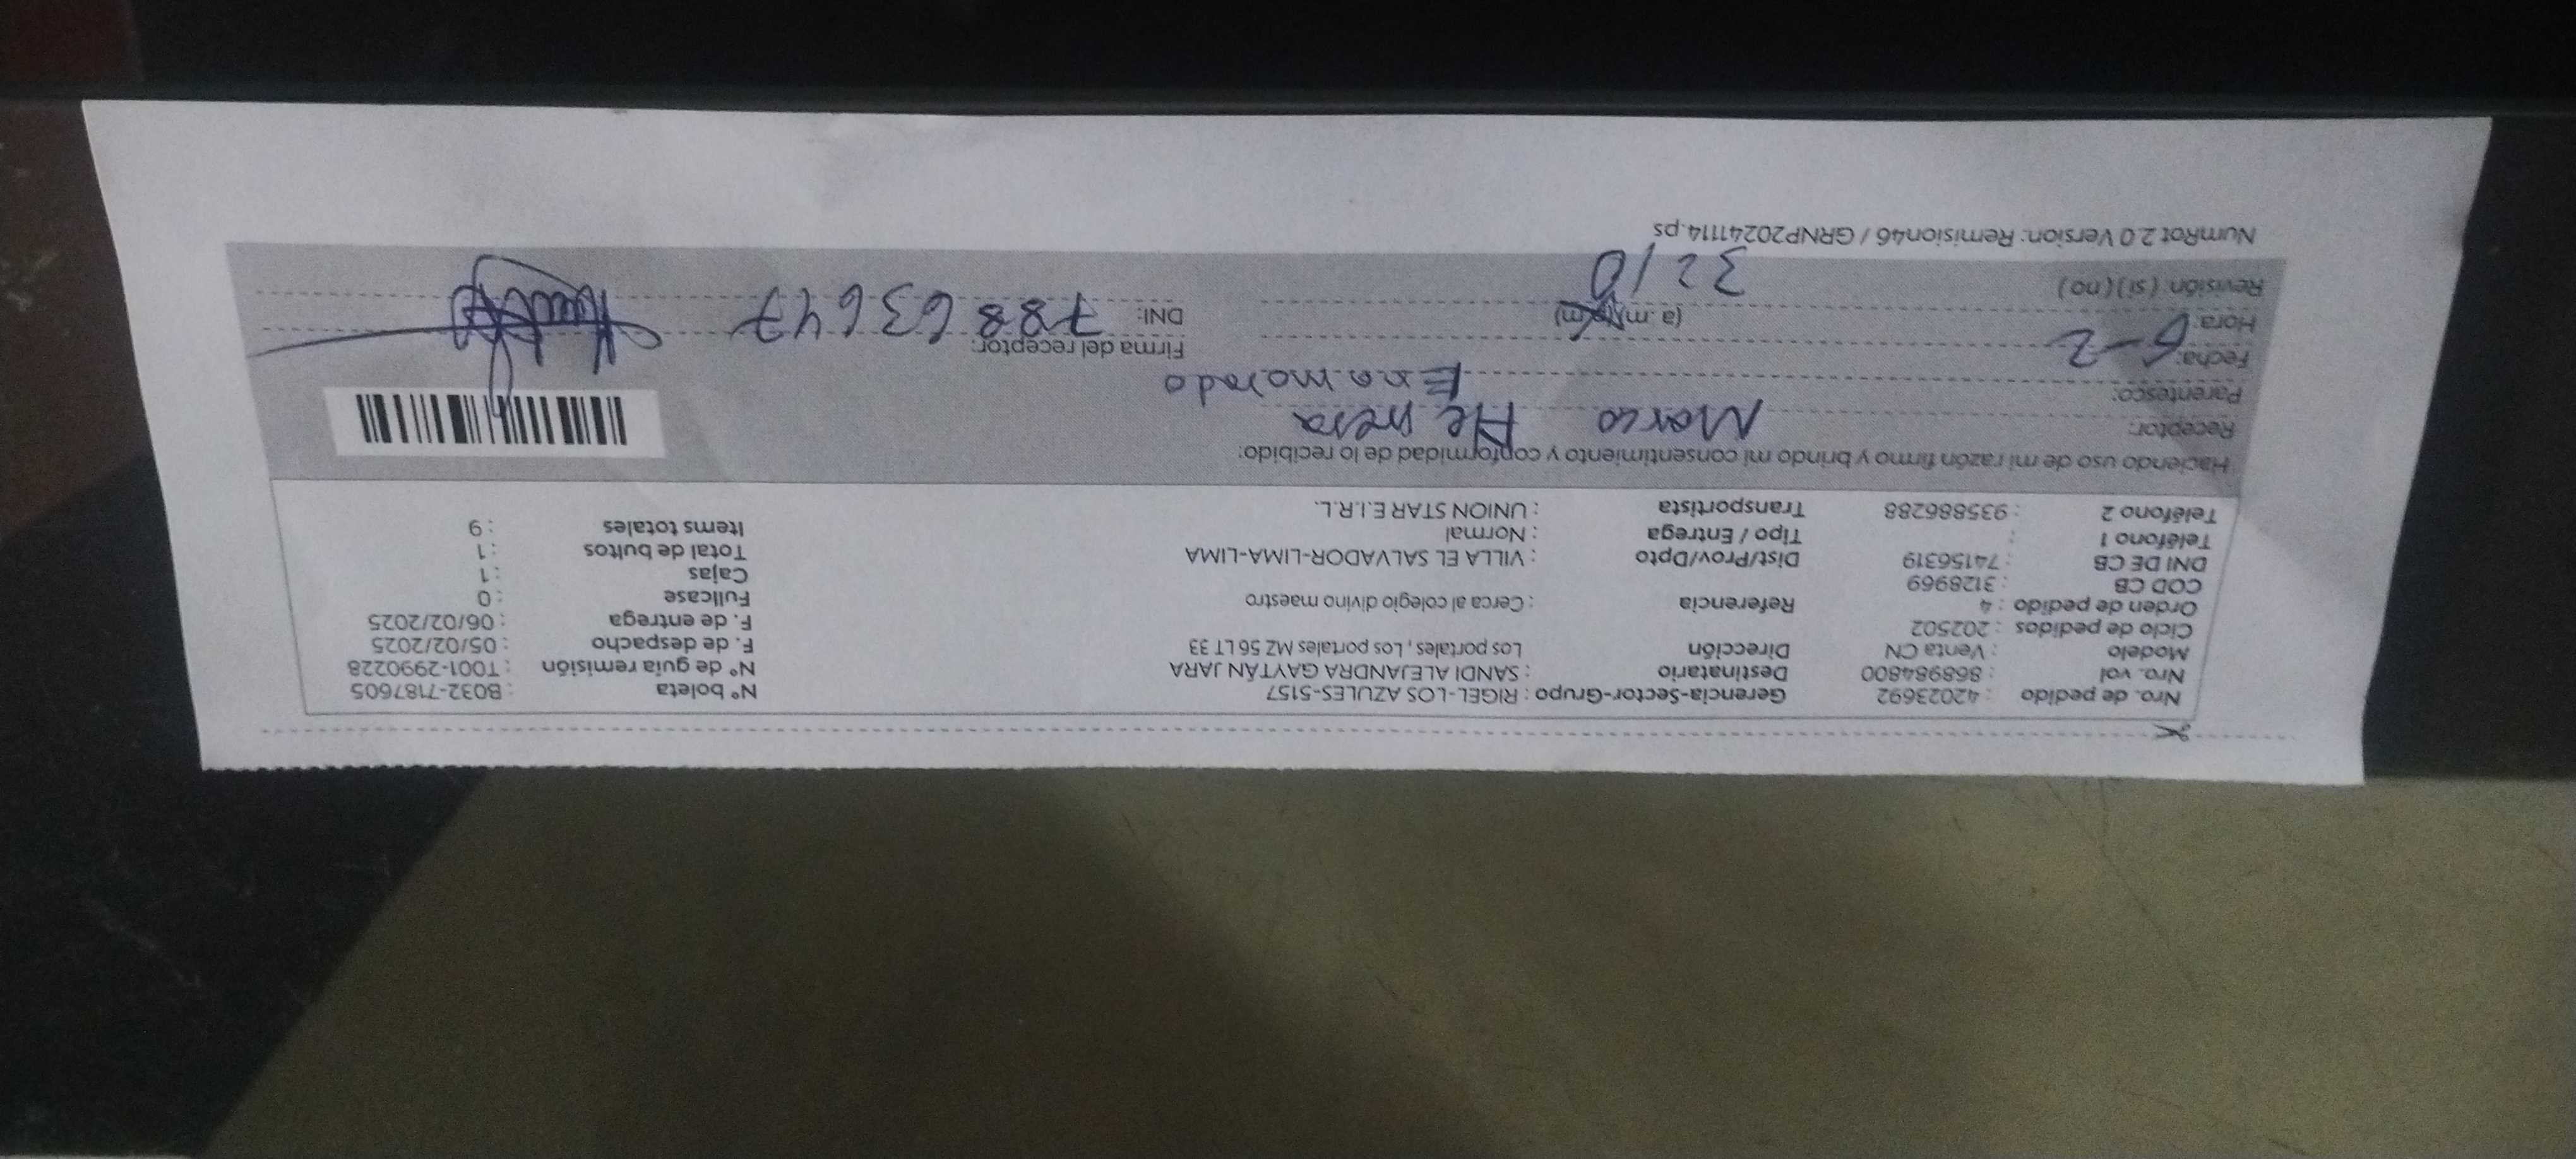 Nro. de pedido : 42023692 Gerencia-Sector-Grupo : RIGEL-LOS AZULES-5157 N° boleta : B032-7187605
Nro. vol : 868984800 Destinatario : SANDI ALEJANDRA GAYTÁN JARA N° de guía remisión : T001-2990228
Modelo : Venta CN Dirección Los portales , Los portales MZ 56 LT 33 F. de despacho : 05/02/2025
Ciclo de pedidos : 202502 F. de entrega : 06/02/2025
Orden de pedido : 4 Referencia : Cerca al colegio divino maestro Fullcase : 0
COD CB : 3128969 Cajas : 1
DNI DE CB : 74156319 Dist/Prov/Dpto : VILLA EL SALVADOR-LIMA-LIMA Total de bultos : 1
Teléfono 1 : Tipo / Entrega : Normal Items totales : 9
Teléfono 2 : 935886288 Transportista : UNION STAR E.I.R.L.
Haciendo uso de mi razón firmo y brindo mi consentimiento y conformidad de lo recibido:
Receptor: Marco
Parentesco: Enamorado
Fecha: 6-2 Firma del receptor:
Hora: (a.m/p.m) DNI: 78863647
Revisión: (si) (no) 3210
NumRot 2.0 Version: Remision46 / GRNP20241114.ps